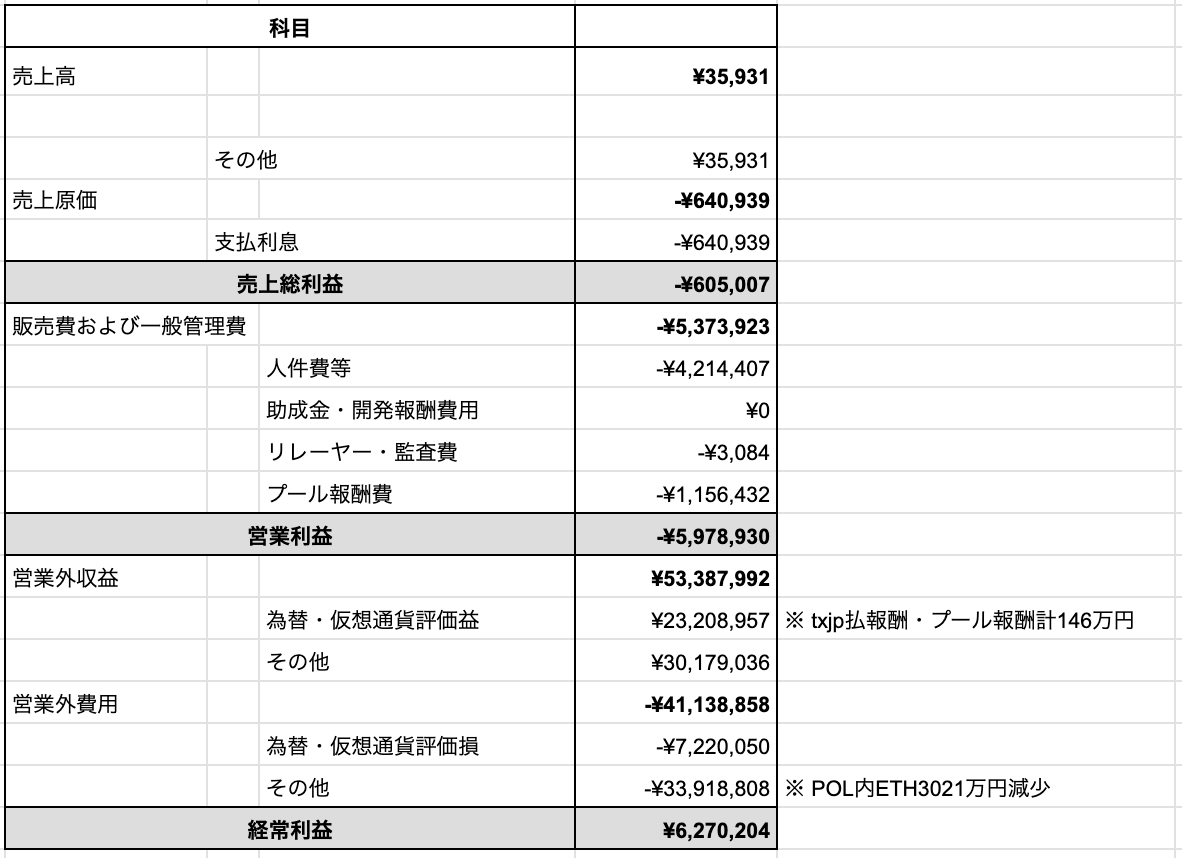 科目
売上高 ¥35,931
その他 ¥35,931
売上原価 -¥640,939
支払利息 -¥640,939
売上総利益 -¥605,007
販売費および一般管理費 -¥5,373,923
人件費等 -¥4,214,407
助成金・開発報酬費用 ¥0
リレーヤー・監査費 -¥3,084
プール報酬費 -¥1,156,432
営業利益 -¥5,978,930
営業外収益 ¥53,387,992
為替・仮想通貨評価益 ¥23,208,957 ※ txjp払報酬・プール報酬計146万円
その他 ¥30,179,036
営業外費用 -¥41,138,858
為替・仮想通貨評価損 -¥7,220,050
その他 -¥33,918,808 ※ POL内ETH3021万円減少
経常利益 ¥6,270,204